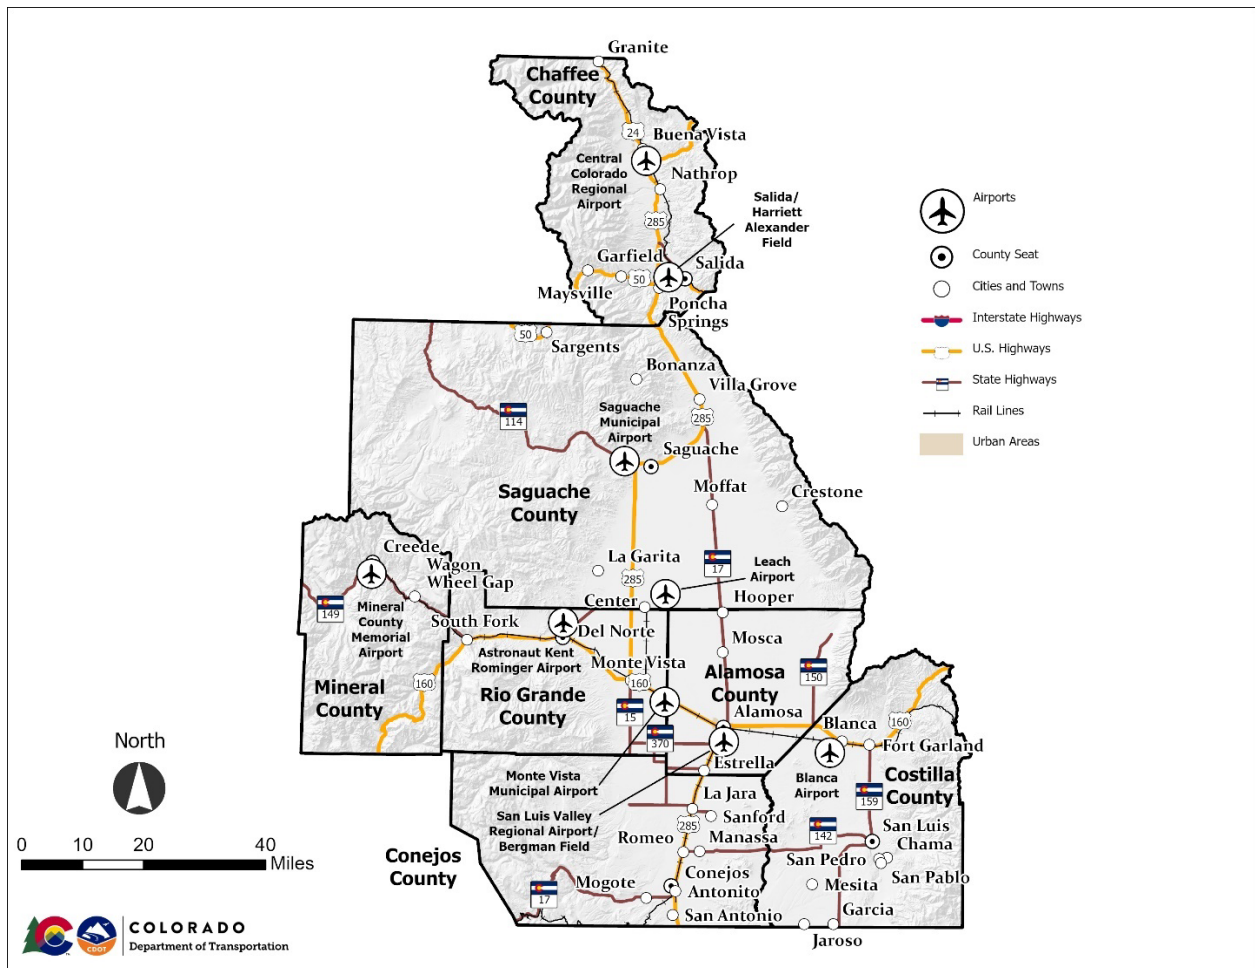 Granite
Chaffee
County
24
Buena Vista
Central
Colorado
Regional
Airport
Nathrop
Salida/
Harriett
Alexander
Field
285
Garfield
Salida
50
Maysville
Poncha
Springs
Airports
County Seat
Cities and Towns
Interstate Highways
U.S. Highways
State Highways
Rail Lines
Urban Areas
50
Sargents
Bonanza
Villa Grove
Saguache
Municipal
Airport
114
285
Saguache
Saguache
County
Moffat
Crestone
Creede
Wagon
Wheel Gap
La Garita
285
17
Leach
Airport
149
Mineral
County
Memorial
Airport
Center
Hooper
South Fork
Del Norte
Astronaut Kent
Rominger Airport
Mosca
Monte Vista
160
160
Mineral
County
Rio Grande
County
Alamosa
County
150
15
370
Alamosa
Blanca
160
Fort Garland
North
Estrella
Monte Vista
Municipal Airport
Blanca
Airport
Costilla
County
La Jara
159
San Luis Valley
Regional Airport/
Bergman Field
Sanford
285
142
San Luis
Chama
Romeo
Manassa
San Pedro
San Pablo
0
10
20
40
Miles
Conejos
County
Mogote
Conejos
Antonito
Mesita
17
San Antonio
Garcia
Jaroso
CDOT
COLORADO
Department of Transportation